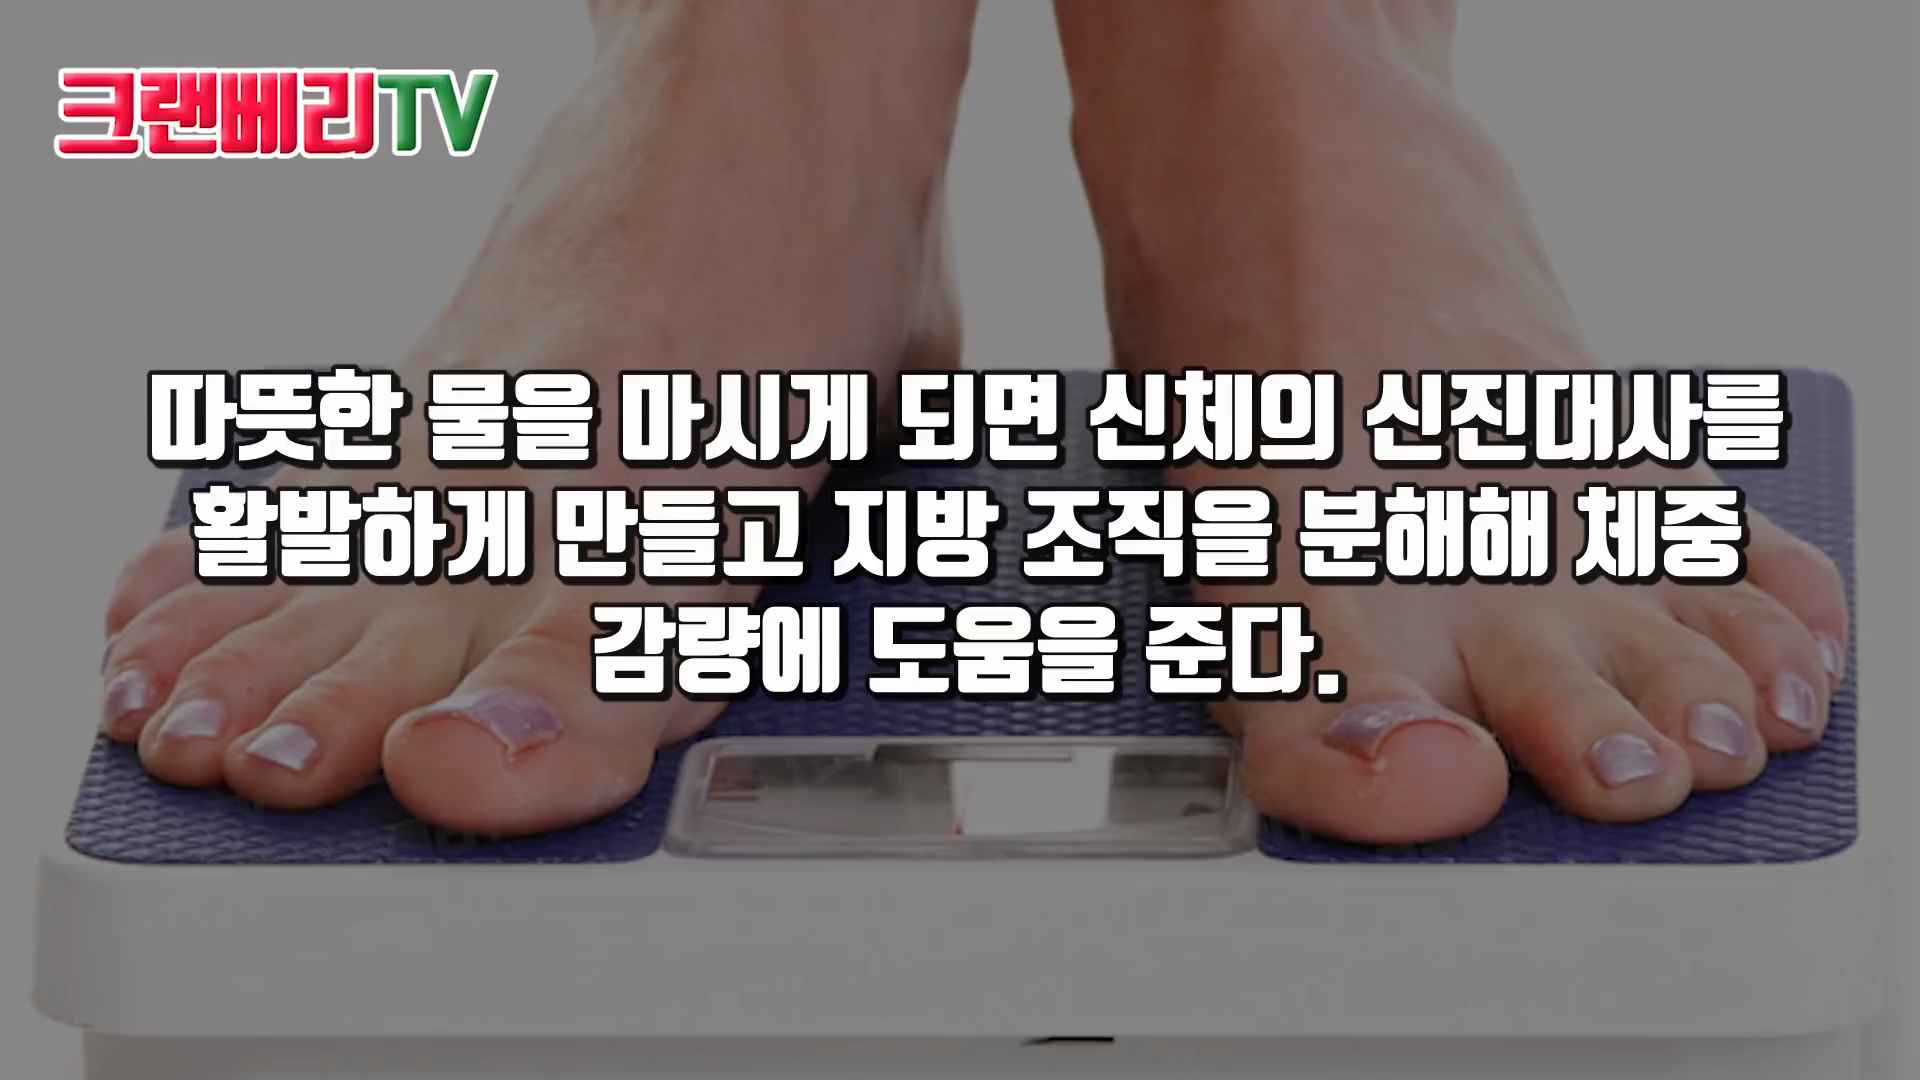 크랜베리TV
따뜻한 물을 마시게 되면 신체의 신진대사를
활발하게 만들고 지방 조직을 분해해 체중
감량에 도움을 준다.